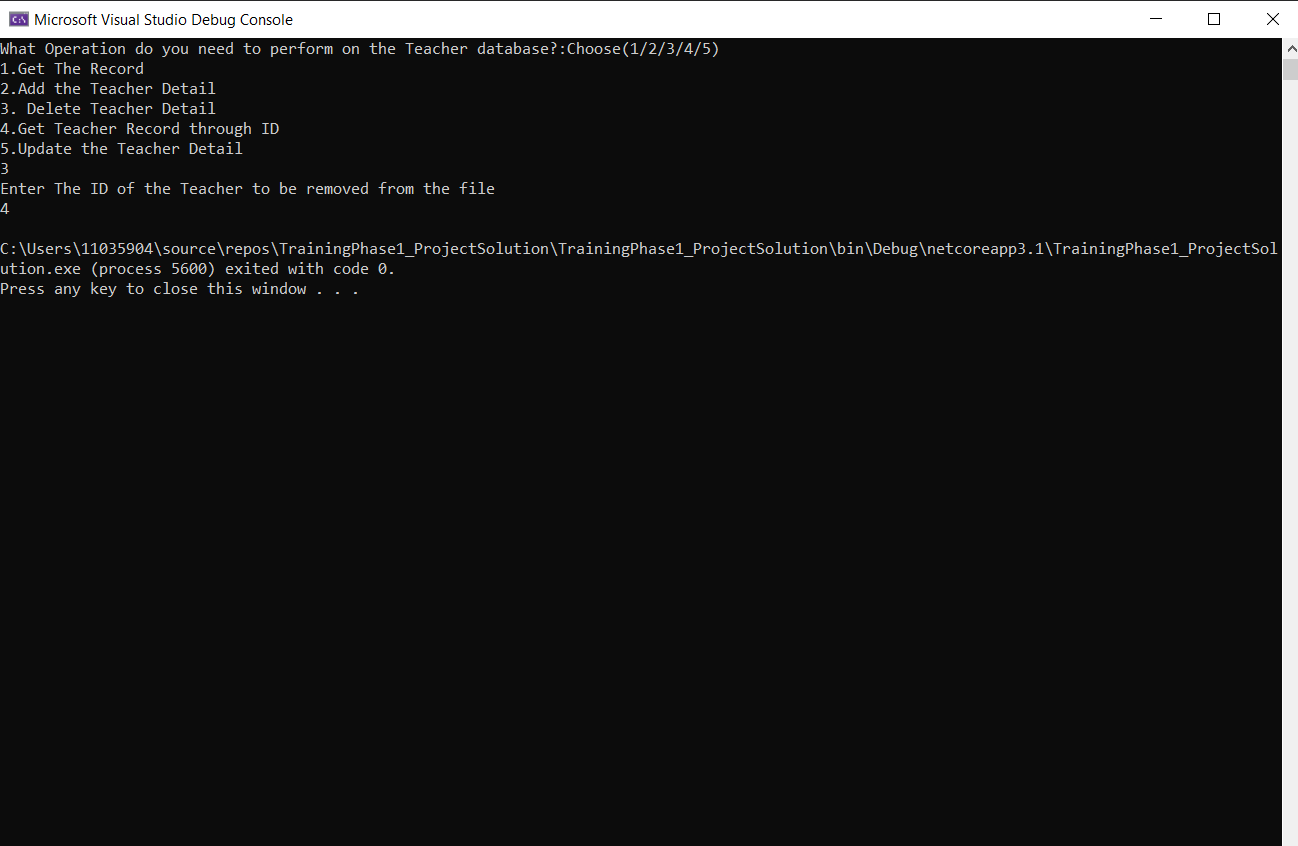 Microsoft Visual Studio Debug Console
What Operation do you need to perform on the Teacher database?:Choose(1/2/3/4/5)
1.Get The Record
2.Add the Teacher Detail
3. Delete Teacher Detail
4.Get Teacher Record through ID
5.Update the Teacher Detail
3
Enter The ID of the Teacher to be removed from the file
4
C:\Users\11035904\source\repos\TrainingPhase1_ProjectSolution\TrainingPhase1_ProjectSolution\bin\Debug\netcoreapp3.1\TrainingPhase1_ProjectSol
ution.exe (process 5600) exited with code 0.
Press any key to close this window . . .